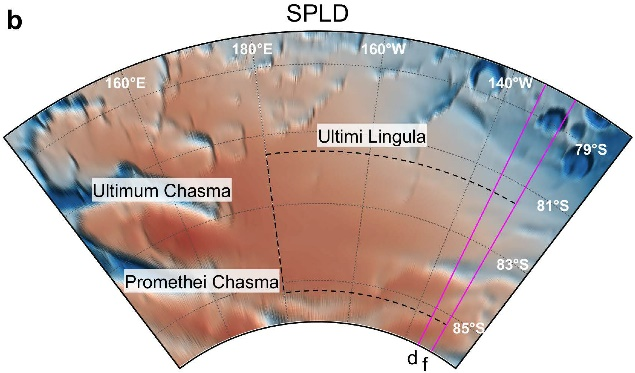 b
SPLD
160°E
180°E
160°W
140°W
79°S
Ultimi Lingula
Ultimum Chasma
81°S
Promethei Chasma
83°S
85°S
d f